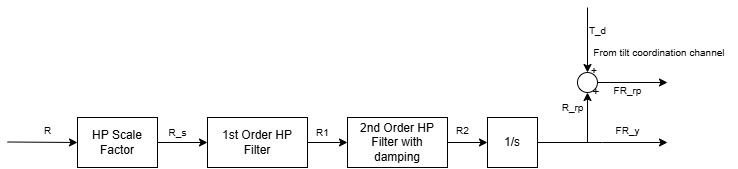 T_d
From tilt coordination channel
+
FR_rp
+
R_rp
R
HP Scale
Factor
R_s
1st Order HP
Filter
R1
2nd Order HP
Filter with
damping
R2
1/s
FR_y